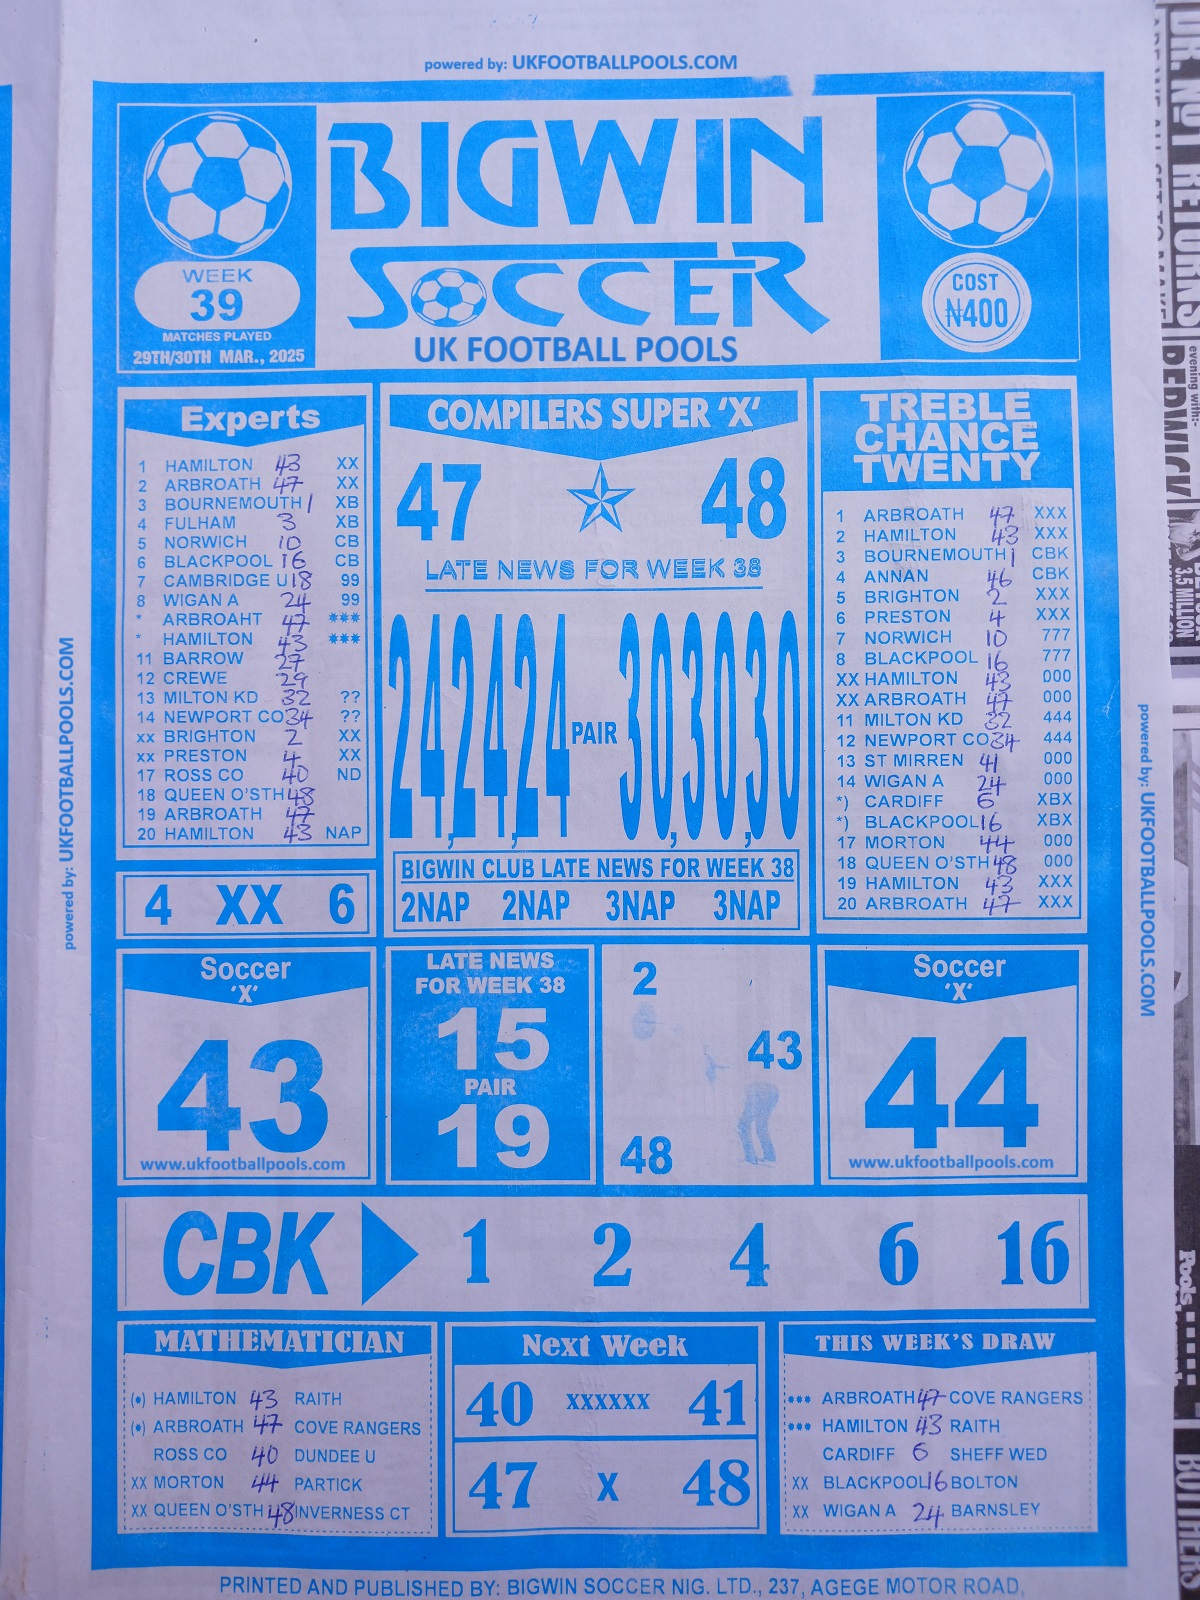 powered by: UKFOOTBALLPOOLS.COM
BIGWIN
SOCCER
UK FOOTBALL POOLS
WEEK
39
MATCHES PLAYED
29TH/30TH MAR., 2025
COST
₦400
Experts
1 HAMILTON 43 XX
2 ARBROATH 47 XX
3 BOURNEMOUTH 1 XB
4 FULHAM 3 XB
5 NORWICH 10 CB
6 BLACKPOOL 16 CB
7 CAMBRIDGE U 18 99
8 WIGAN A 24 99
* ARBROAHT 47 ***
* HAMILTON 43 ***
11 BARROW 27
12 CREWE 29
13 MILTON KD 32 ??
14 NEWPORT CO 34 ??
xx BRIGHTON 2 XX
xx PRESTON 4 XX
17 ROSS CO 40 ND
18 QUEEN O'STH 48
19 ARBROATH 47
20 HAMILTON 43 NAP
4 XX 6
COMPILERS SUPER 'X'
47 48
LATE NEWS FOR WEEK 38
24,24,24 PAIR 30,30,30
BIGWIN CLUB LATE NEWS FOR WEEK 38
2NAP 2NAP 3NAP 3NAP
TREBLE
CHANCE
TWENTY
1 ARBROATH 47 XXX
2 HAMILTON 43 XXX
3 BOURNEMOUTH 1 CBK
4 ANNAN 46 CBK
5 BRIGHTON 2 XXX
6 PRESTON 4 XXX
7 NORWICH 10 777
8 BLACKPOOL 16 777
XX HAMILTON 43 000
XX ARBROATH 47 000
11 MILTON KD 32 444
12 NEWPORT CO 34 444
13 ST MIRREN 41 000
14 WIGAN A 24 000
*) CARDIFF 6 XBX
*) BLACKPOOL 16 XBX
17 MORTON 44 000
18 QUEEN O'STH 48 000
19 HAMILTON 43 XXX
20 ARBROATH 47 XXX
Soccer
'X'
43
www.ukfootballpools.com
LATE NEWS
FOR WEEK 38
15
PAIR
19
2
43
48
Soccer
'X'
44
www.ukfootballpools.com
CBK 1 2 4 6 16
MATHEMATICIAN
(•) HAMILTON 43 RAITH
(•) ARBROATH 47 COVE RANGERS
ROSS CO 40 DUNDEE U
XX MORTON 44 PARTICK
XX QUEEN O'STH 48 INVERNESS CT
Next Week
40 XXXXXX 41
47 X 48
THIS WEEK'S DRAW
*** ARBROATH 47 COVE RANGERS
*** HAMILTON 43 RAITH
CARDIFF 6 SHEFF WED
XX BLACKPOOL 16 BOLTON
XX WIGAN A 24 BARNSLEY
PRINTED AND PUBLISHED BY: BIGWIN SOCCER NIG. LTD., 237, AGEGE MOTOR ROAD,
powered by: UKFOOTBALLPOOLS.COM
powered by: UKFOOTBALLPOOLS.COM
DR. NO RETURNS
evening with:-
PERDWICK
3.5 MILLION
Pools